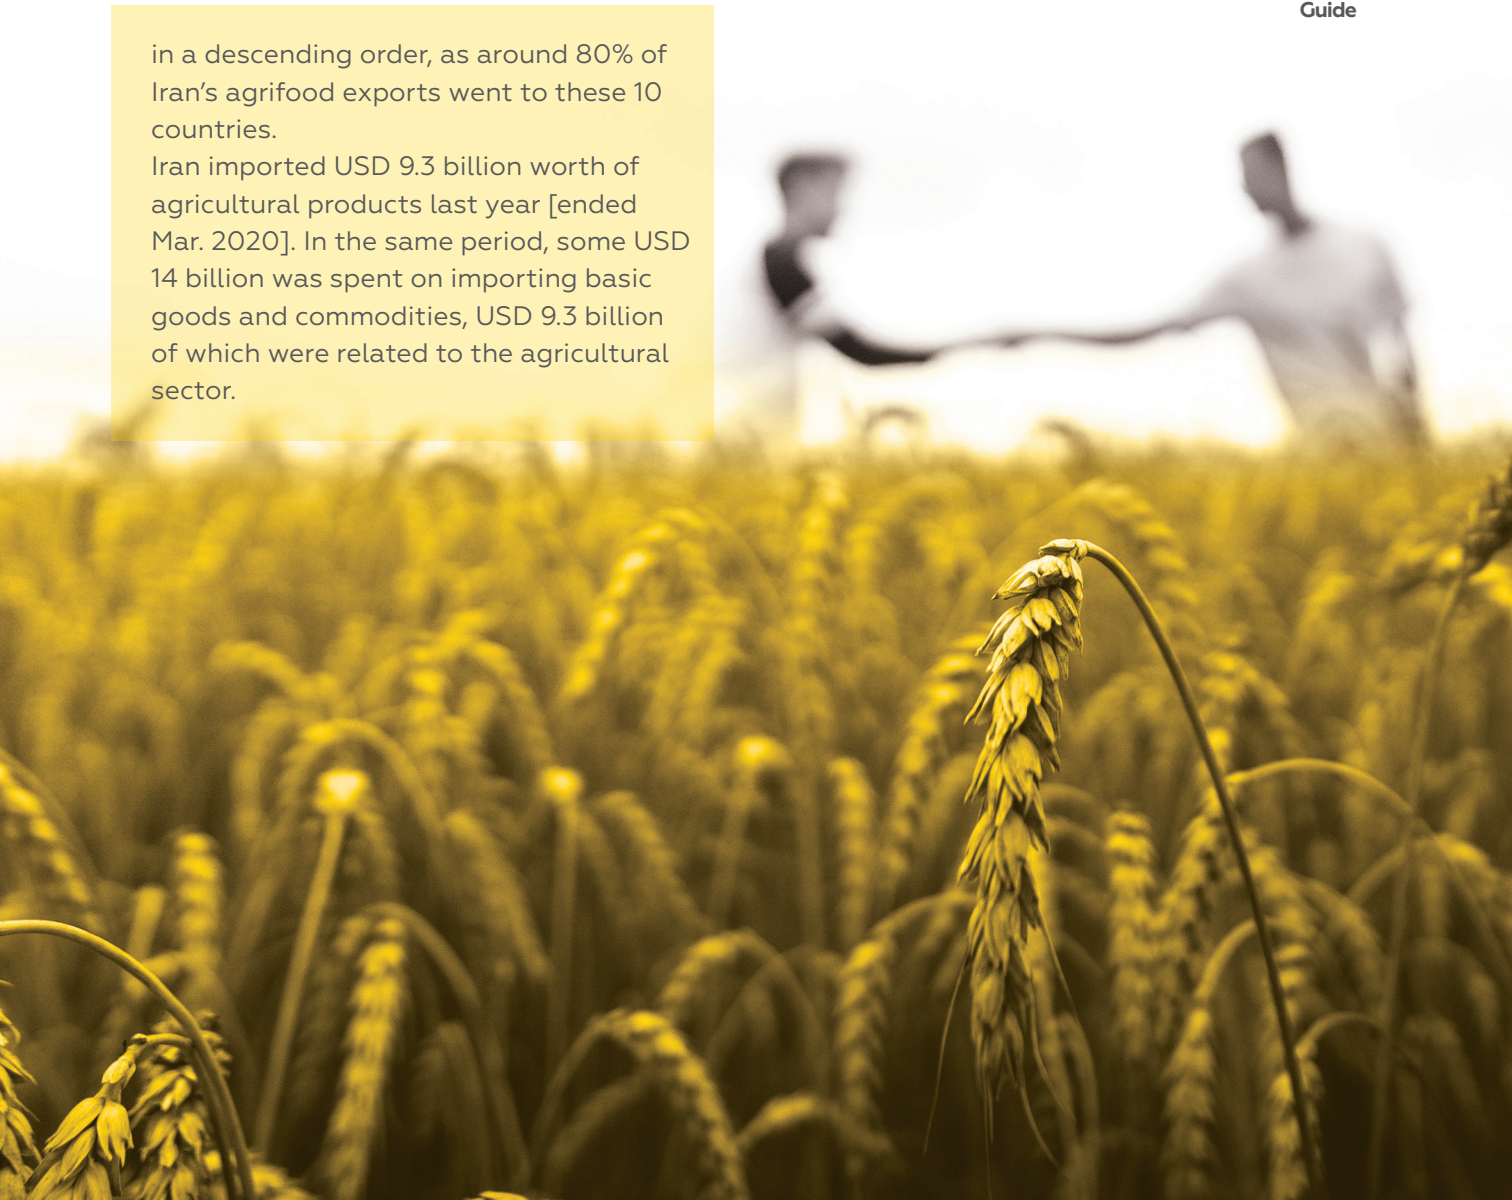 Guide
in a descending order, as around 80% of
Iran’s agrifood exports went to these 10
countries.
Iran imported USD 9.3 billion worth of
agricultural products last year [ended
Mar. 2020]. In the same period, some USD
14 billion was spent on importing basic
goods and commodities, USD 9.3 billion
of which were related to the agricultural
sector.